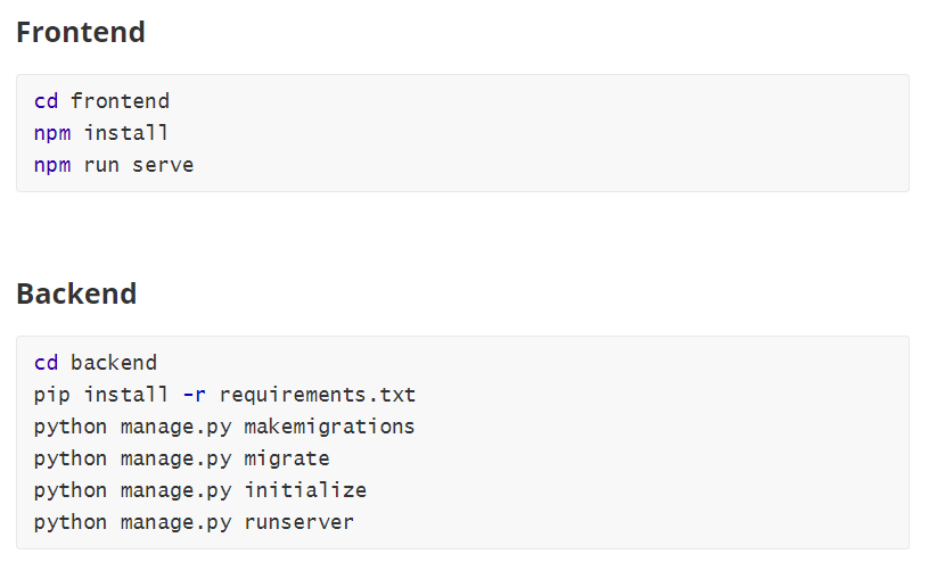 Frontend
cd frontend
npm install
npm run serve
Backend
cd backend
pip install -r requirements.txt
python manage.py makemigrations
python manage.py migrate
python manage.py initialize
python manage.py runserver